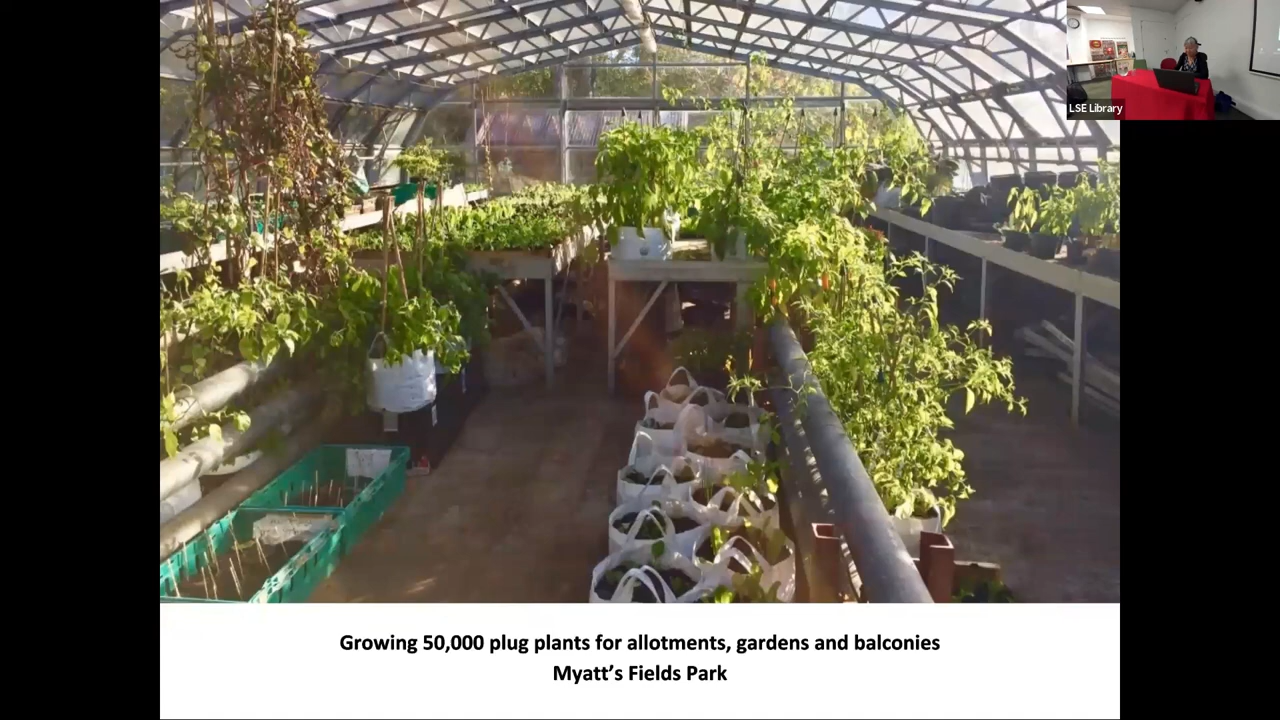 LSE Library
Growing 50,000 plug plants for allotments, gardens and balconies
Myatt’s Fields Park